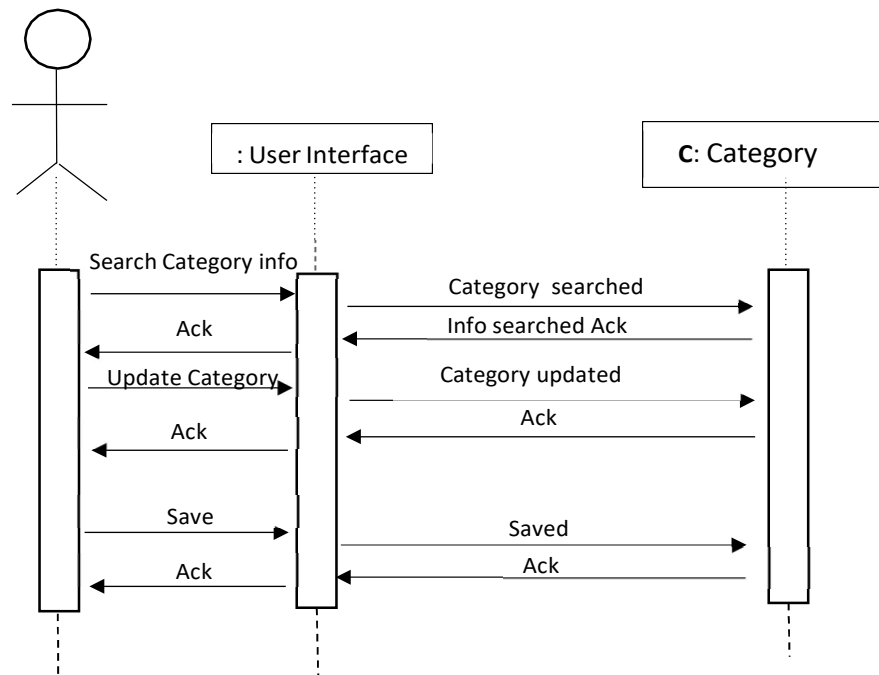 : User Interface
C: Category
Search Category info
Category searched
Info searched Ack
Ack
Update Category
Category updated
Ack
Ack
Save
Saved
Ack
Ack